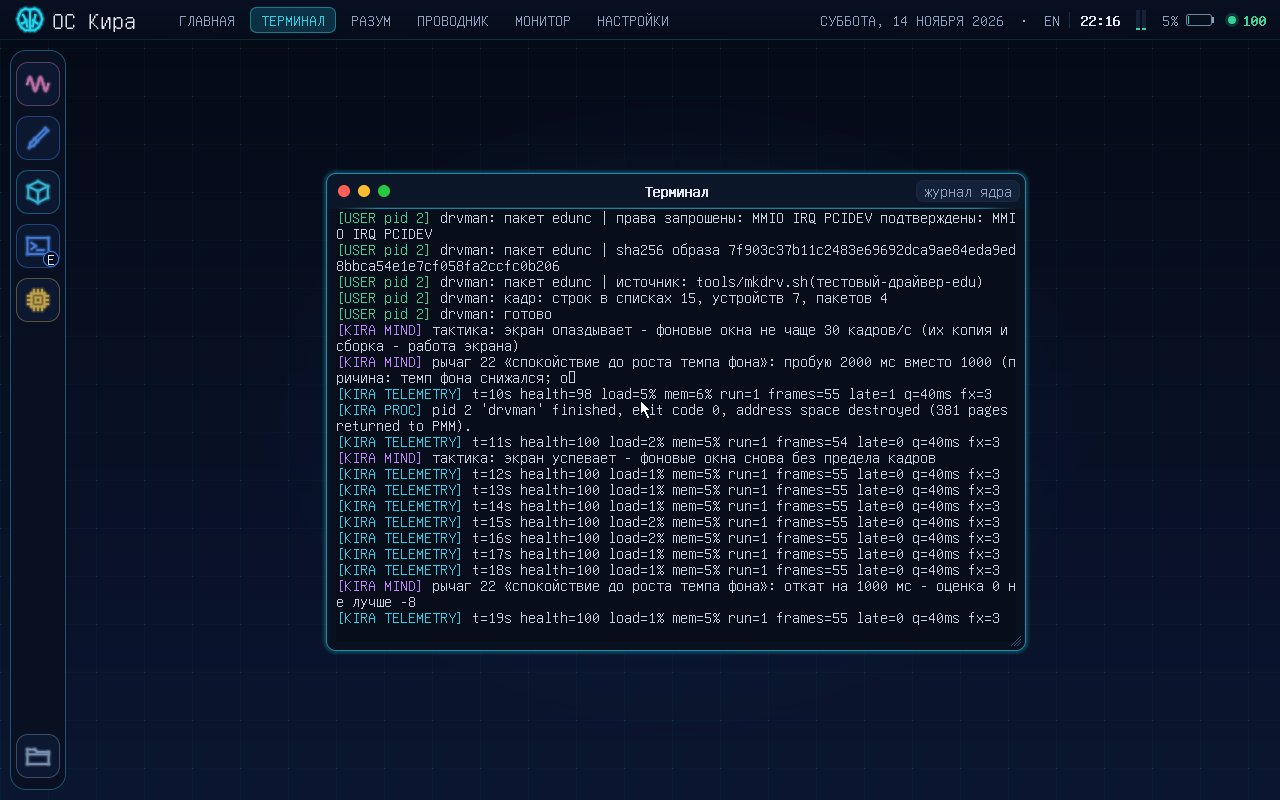 ОС Кира ГЛАВНАЯ ТЕРМИНАЛ РАЗУМ ПРОВОДНИК МОНИТОР НАСТРОЙКИ СУББОТА, 14 НОЯБРЯ 2026 · EN 22:16 5% 100
E
Терминал журнал ядра
[USER pid 2] drvman: пакет edunc | права запрошены: MMIO IRQ PCIDEV подтверждены: MMI
O IRQ PCIDEV
[USER pid 2] drvman: пакет edunc | sha256 образа 7f903c37b11c2483e69692dca9ae84eda9ed
8bbca54e1e7cf058fa2ccfc0b206
[USER pid 2] drvman: пакет edunc | источник: tools/mkdrv.sh(тестовый-драйвер-edu)
[USER pid 2] drvman: кадр: строк в списках 15, устройств 7, пакетов 4
[USER pid 2] drvman: готово
[KIRA MIND] тактика: экран опаздывает - фоновые окна не чаще 30 кадров/с (их копия и
сборка - работа экрана)
[KIRA MIND] рычаг 22 «спокойствие до роста темпа фона»: пробую 2000 мс вместо 1000 (п
ричина: темп фона снижался; о
[KIRA TELEMETRY] t=10s health=98 load=5% mem=6% run=1 frames=55 late=1 q=40ms fx=3
[KIRA PROC] pid 2 'drvman' finished, exit code 0, address space destroyed (381 pages
returned to PMM).
[KIRA TELEMETRY] t=11s health=100 load=2% mem=5% run=1 frames=54 late=0 q=40ms fx=3
[KIRA MIND] тактика: экран успевает - фоновые окна снова без предела кадров
[KIRA TELEMETRY] t=12s health=100 load=1% mem=5% run=1 frames=55 late=0 q=40ms fx=3
[KIRA TELEMETRY] t=13s health=100 load=1% mem=5% run=1 frames=55 late=0 q=40ms fx=3
[KIRA TELEMETRY] t=14s health=100 load=1% mem=5% run=1 frames=55 late=0 q=40ms fx=3
[KIRA TELEMETRY] t=15s health=100 load=2% mem=5% run=1 frames=55 late=0 q=40ms fx=3
[KIRA TELEMETRY] t=16s health=100 load=2% mem=5% run=1 frames=55 late=0 q=40ms fx=3
[KIRA TELEMETRY] t=17s health=100 load=1% mem=5% run=1 frames=55 late=0 q=40ms fx=3
[KIRA TELEMETRY] t=18s health=100 load=1% mem=5% run=1 frames=55 late=0 q=40ms fx=3
[KIRA MIND] рычаг 22 «спокойствие до роста темпа фона»: откат на 1000 мс - оценка 0 н
е лучше -8
[KIRA TELEMETRY] t=19s health=100 load=1% mem=5% run=1 frames=55 late=0 q=40ms fx=3